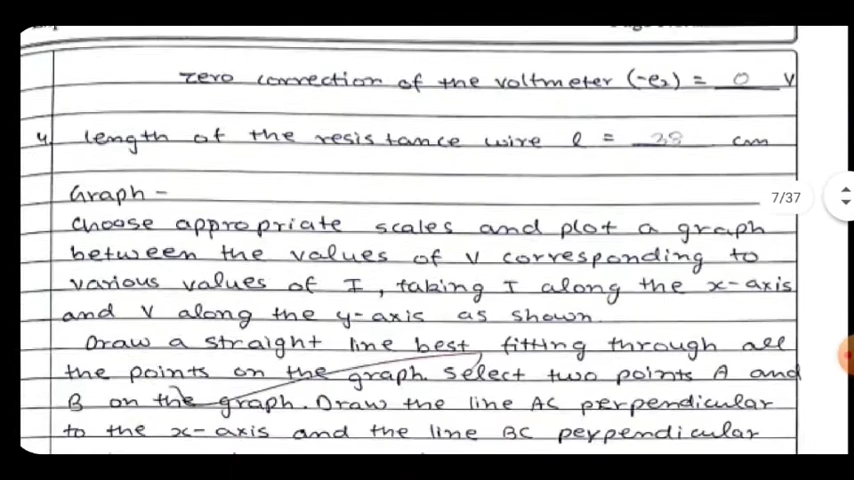 zero correction of the voltmeter (-e2) = 0 V
4. length of the resistance wire l = 38 cm
Graph -
7/37
choose appropriate scales and plot a graph
between the values of V corresponding to
various values of I, taking I along the x-axis
and V along the y-axis as shown.
Draw a straight line best fitting through all
the points on the graph. Select two points A and
B on the graph. Draw the line AC perpendicular
to the x-axis and the line BC perpendicular